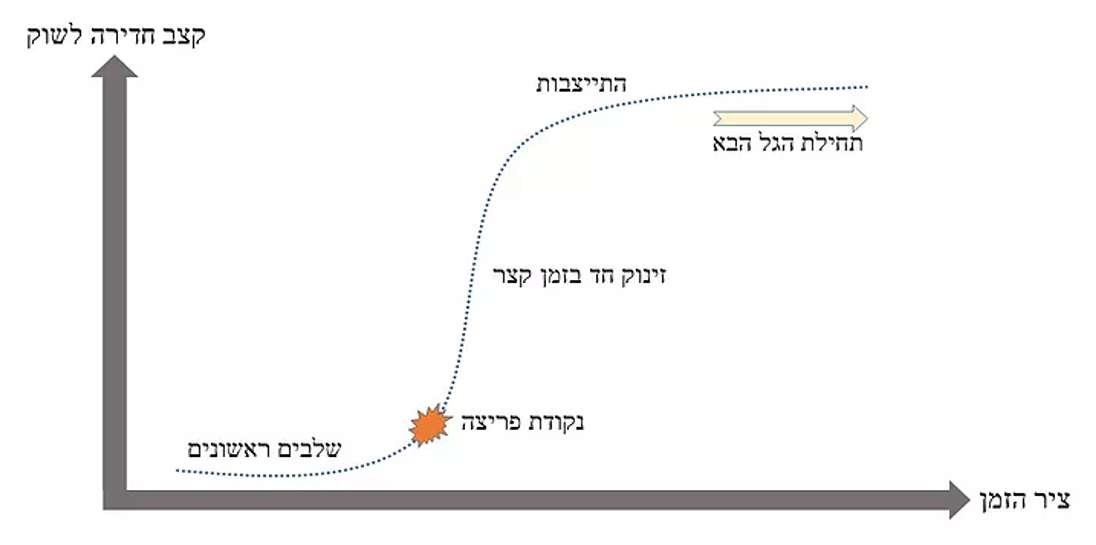 קצב חדירה לשוק
התייצבות
תחילת הגל הבא
זינוק חד בזמן קצר
נקודת פריצה
שלבים ראשונים
ציר הזמן